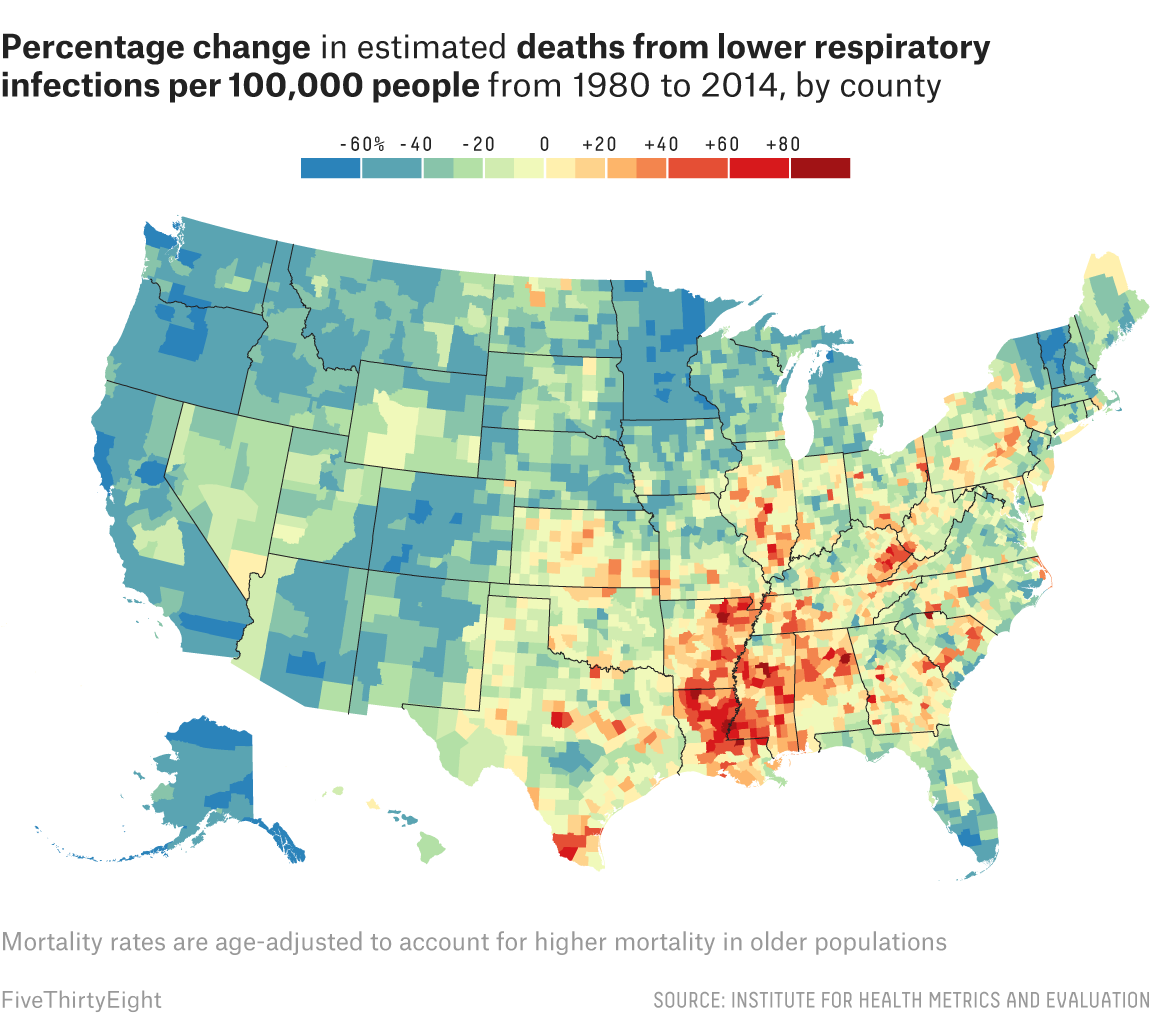 Percentage change in estimated deaths from lower respiratory
infections per 100,000 people from 1980 to 2014, by county
-60% -40 -20 0 +20 +40 +60 +80
Mortality rates are age-adjusted to account for higher mortality in older populations
FiveThirtyEight SOURCE: INSTITUTE FOR HEALTH METRICS AND EVALUATION